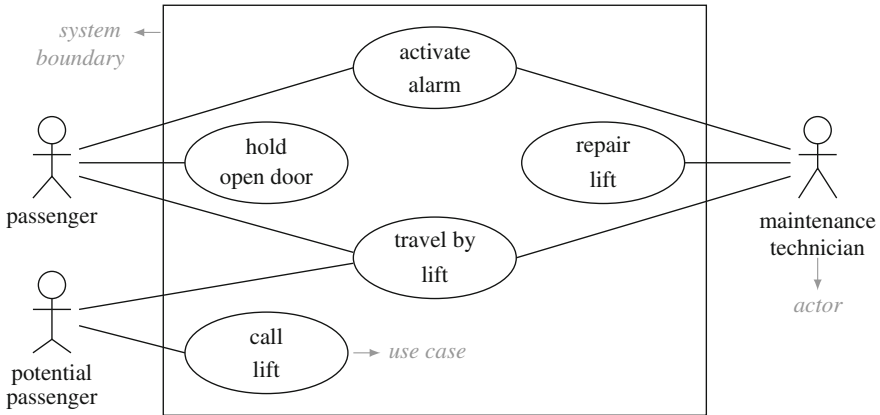 system
boundary
activate
alarm
hold
open door
repair
lift
passenger
maintenance
technician
travel by
lift
actor
call
lift
use case
potential
passenger